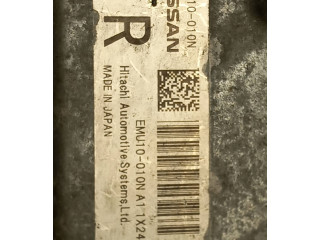 10-010N
NISSAN
R
EMU10-010N A1 1X24
Hitachi Automotive Systems,Ltd.
MADE IN JAPAN